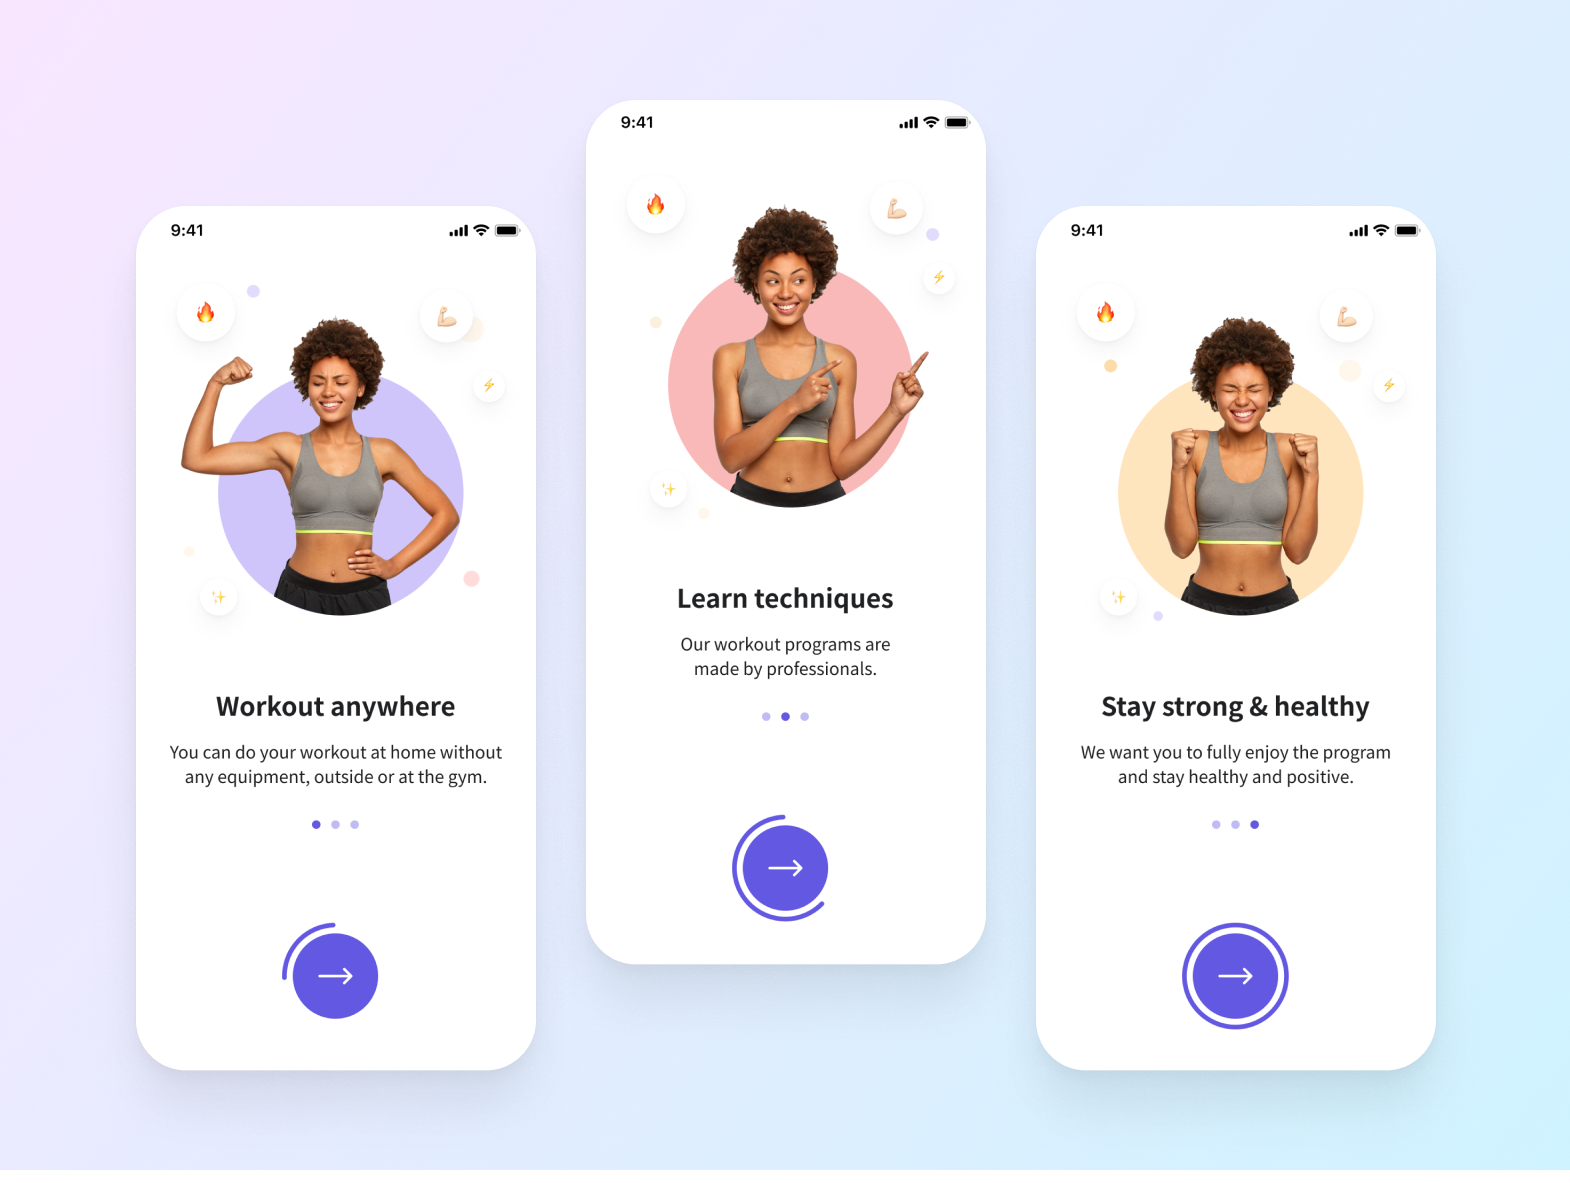 9:41
Workout anywhere
You can do your workout at home without
any equipment, outside or at the gym.
9:41
Learn techniques
Our workout programs are
made by professionals.
9:41
Stay strong & healthy
We want you to fully enjoy the program
and stay healthy and positive.